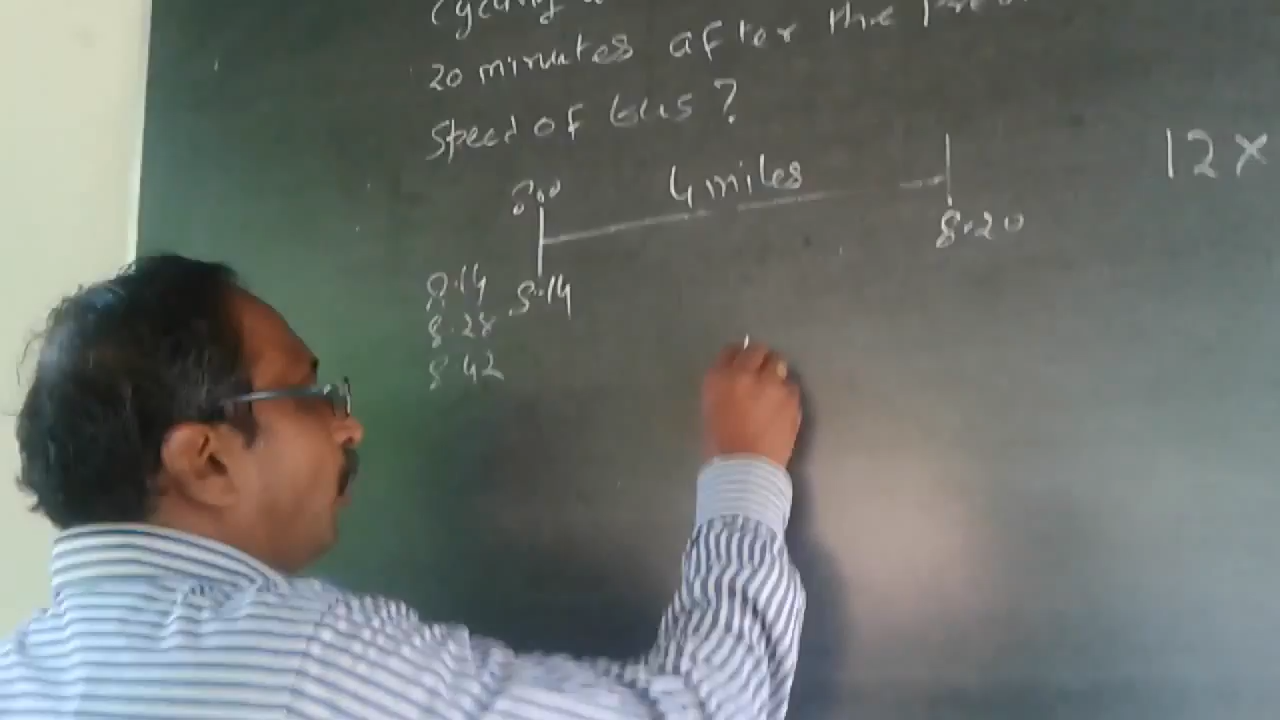 cycling
20 minutes after the
speed of bus?
4 miles
12 ×
8.00
8.20
8.14
8.14
8.28
8.42